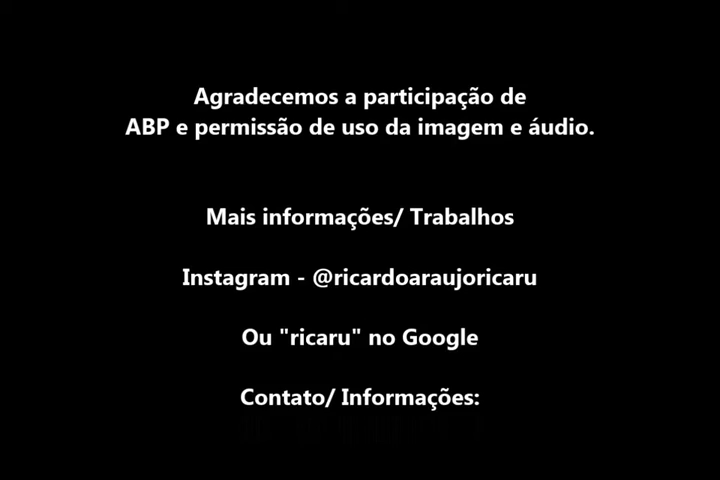 Agradecemos a participação de
ABP e permissão de uso da imagem e áudio.
Mais informações/ Trabalhos
Instagram - @ricardoaraujoricaru
Ou "ricaru" no Google
Contato/ Informações: